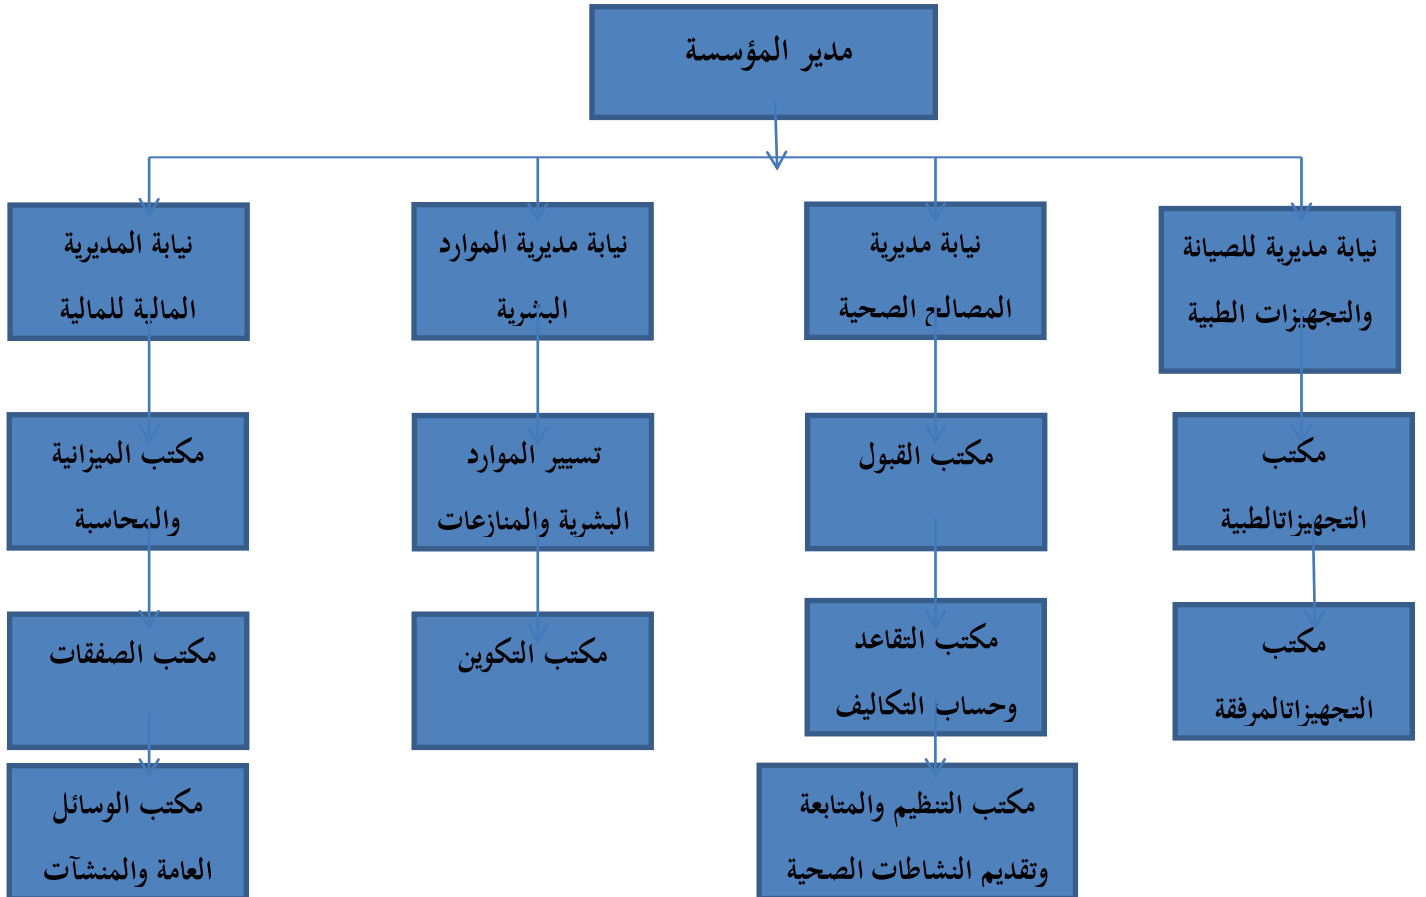 مدير المؤسسة
نيابة مديرية للصيانة
والتجهيزات الطبية
نيابة مديرية
المصالح الصحية
نيابة مديرية الموارد
البشرية
نيابة المديرية
المالية للمالية
مكتب
التجهيزاتالطبية
مكتب القبول
تسيير الموارد
البشرية والمنازعات
مكتب الميزانية
والمحاسبة
مكتب
التجهيزاتالمرفقة
مكتب التقاعد
وحساب التكاليف
مكتب التكوين
مكتب الصفقات
مكتب التنظيم والمتابعة
وتقديم النشاطات الصحية
مكتب الوسائل
العامة والمنشآت